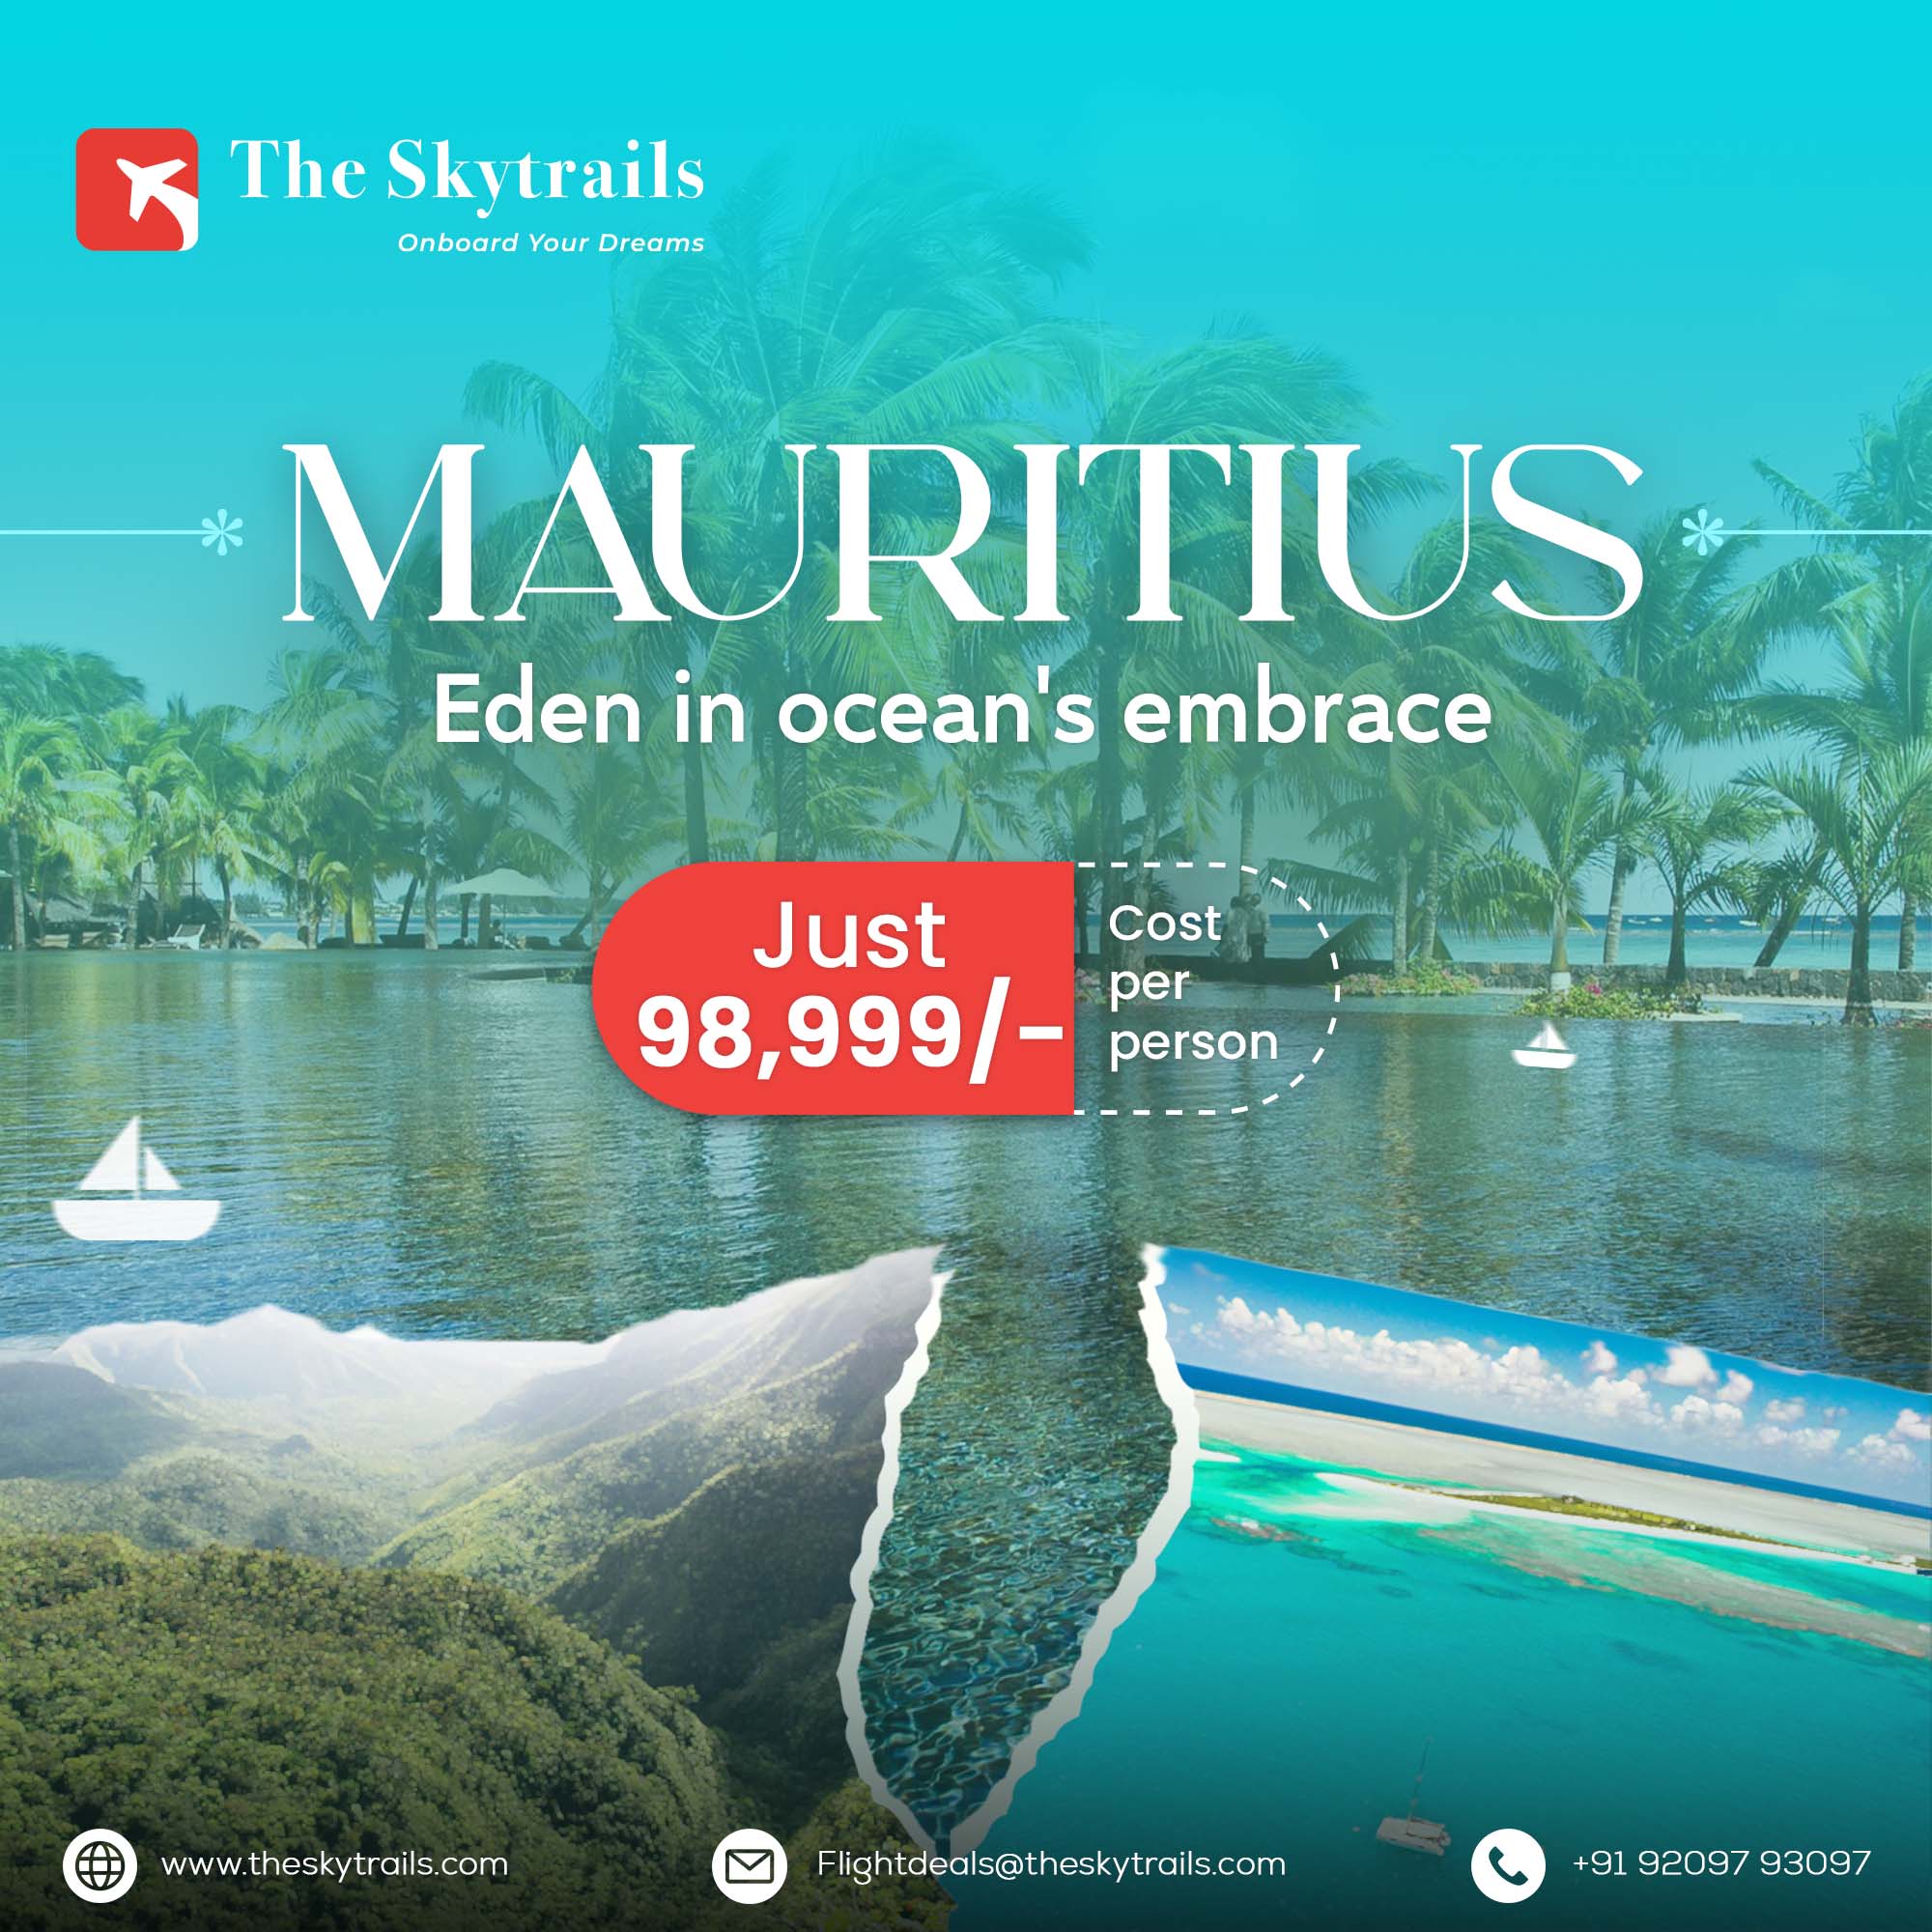 The Skytrails
Onboard Your Dreams
MAURITIUS
Eden in ocean's embrace
Just
98,999/-
Cost
per
person
www.theskytrails.com
Flightdeals@theskytrails.com
+91 92097 93097